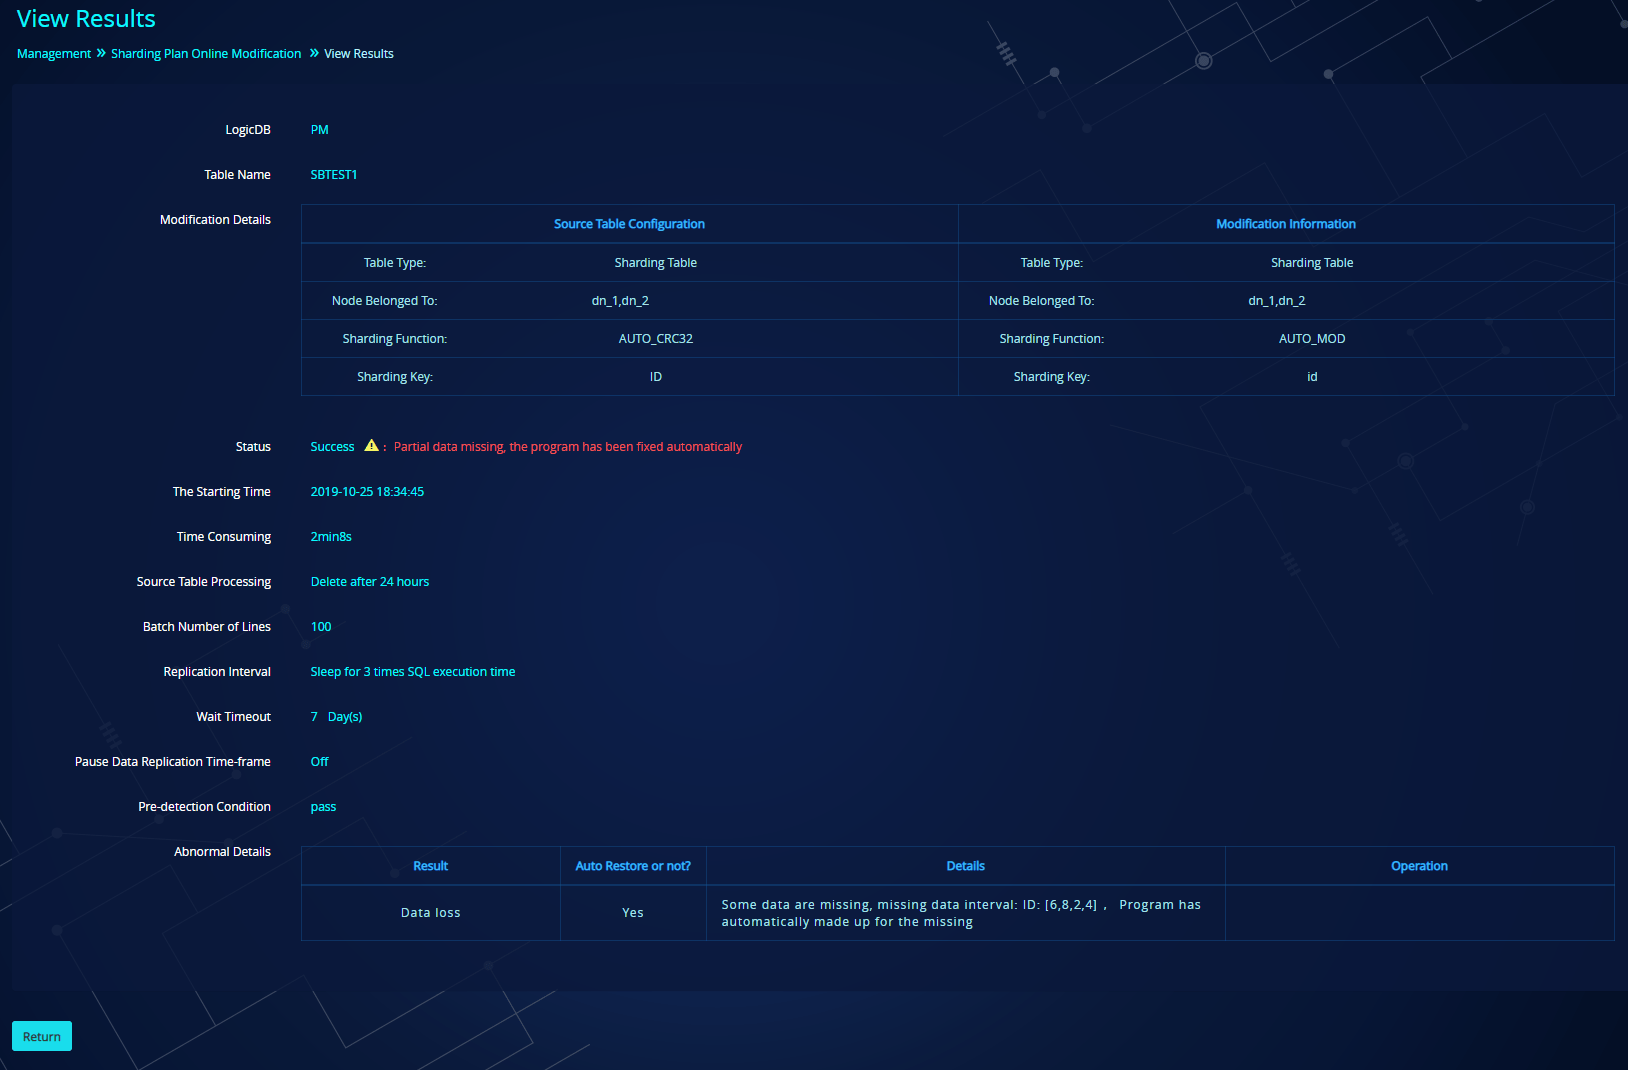 View Results
Management » Sharding Plan Online Modification » View Results
LogicDB PM
Table Name SBTEST1
Modification Details
Source Table Configuration Modification Information
Table Type: Sharding Table Table Type: Sharding Table
Node Belonged To: dn_1,dn_2 Node Belonged To: dn_1,dn_2
Sharding Function: AUTO_CRC32 Sharding Function: AUTO_MOD
Sharding Key: ID Sharding Key: id
Status Success : Partial data missing, the program has been fixed automatically
The Starting Time 2019-10-25 18:34:45
Time Consuming 2min8s
Source Table Processing Delete after 24 hours
Batch Number of Lines 100
Replication Interval Sleep for 3 times SQL execution time
Wait Timeout 7 Day(s)
Pause Data Replication Time-frame Off
Pre-detection Condition pass
Abnormal Details
Result Auto Restore or not? Details Operation
Data loss Yes Some data are missing, missing data interval: ID: [6,8,2,4] , Program has
automatically made up for the missing
Return